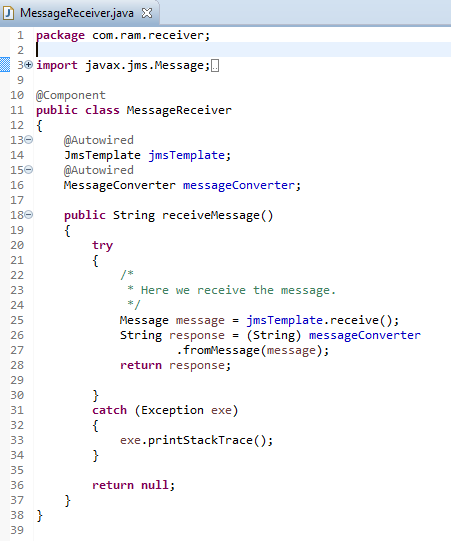 MessageReceiver.java
1 package com.ram.receiver;
2
3 import javax.jms.Message;
9
10 @Component
11 public class MessageReceiver
12 {
13 @Autowired
14 JmsTemplate jmsTemplate;
15 @Autowired
16 MessageConverter messageConverter;
17
18 public String receiveMessage()
19 {
20 try
21 {
22 /*
23 * Here we receive the message.
24 */
25 Message message = jmsTemplate.receive();
26 String response = (String) messageConverter
27 .fromMessage(message);
28 return response;
29
30 }
31 catch (Exception exe)
32 {
33 exe.printStackTrace();
34 }
35
36 return null;
37 }
38 }
39